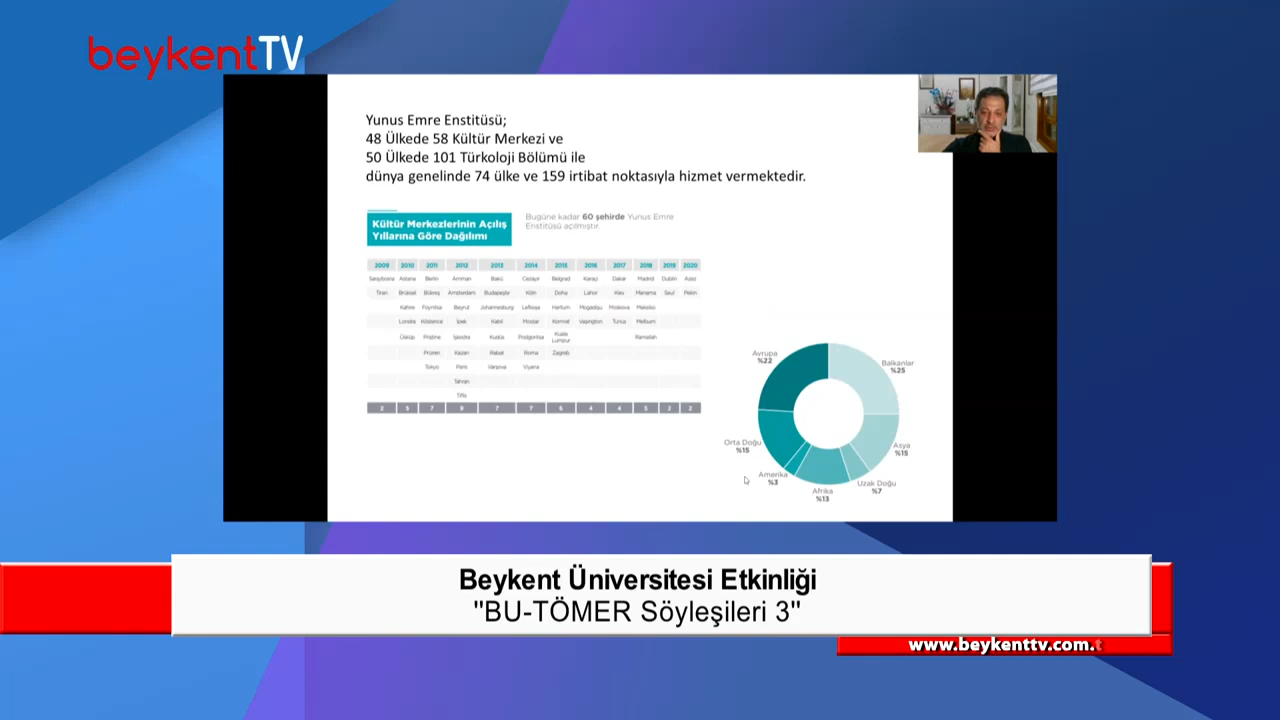 beykentTV
Yunus Emre Enstitüsü;
48 Ülkede 58 Kültür Merkezi ve
50 Ülkede 101 Türkoloji Bölümü ile
dünya genelinde 74 ülke ve 159 irtibat noktasıyla hizmet vermektedir.
Kültür Merkezlerinin Açılış
Yıllarına Göre Dağılımı
Bugüne kadar 60 şehirde Yunus Emre
Enstitüsü açılmıştır.
2009 2010 2011 2012 2013 2014 2015 2016 2017 2018 2019 2020
Saraybosna Astana Berlin Amman Bakü Cezayir Belgrad Karaçi Dakar Madrid Dublin
Tiran Brüksel Bükreş Amsterdam Budapeşte Köln Doha Lahor Kiev Manama Seul Pekin
Kahire Foynitsa Beyrut Johannesburg Lefkoşa Hartum Mogadişu Moskova Meksiko
Londra Köstence İpek Kabil Mostar Komrat Vaşington Tunus Melburn
Üsküp Priştine İşkodra Kudüs Podgoritsa Kuala Lumpur Ramallah
Prizren Kazan Rabat Roma Zagreb
Tokyo Paris Varşova Viyana
Tahran
Tiflis
2 5 7 9 7 7 6 4 4 5 2 2
Avrupa
%22
Balkanlar
%25
Orta Doğu
%15
Asya
%15
Amerika
%3
Afrika
%13
Uzak Doğu
%7
Beykent Üniversitesi Etkinliği
"BU-TÖMER Söyleşileri 3"
www.beykenttv.com.t